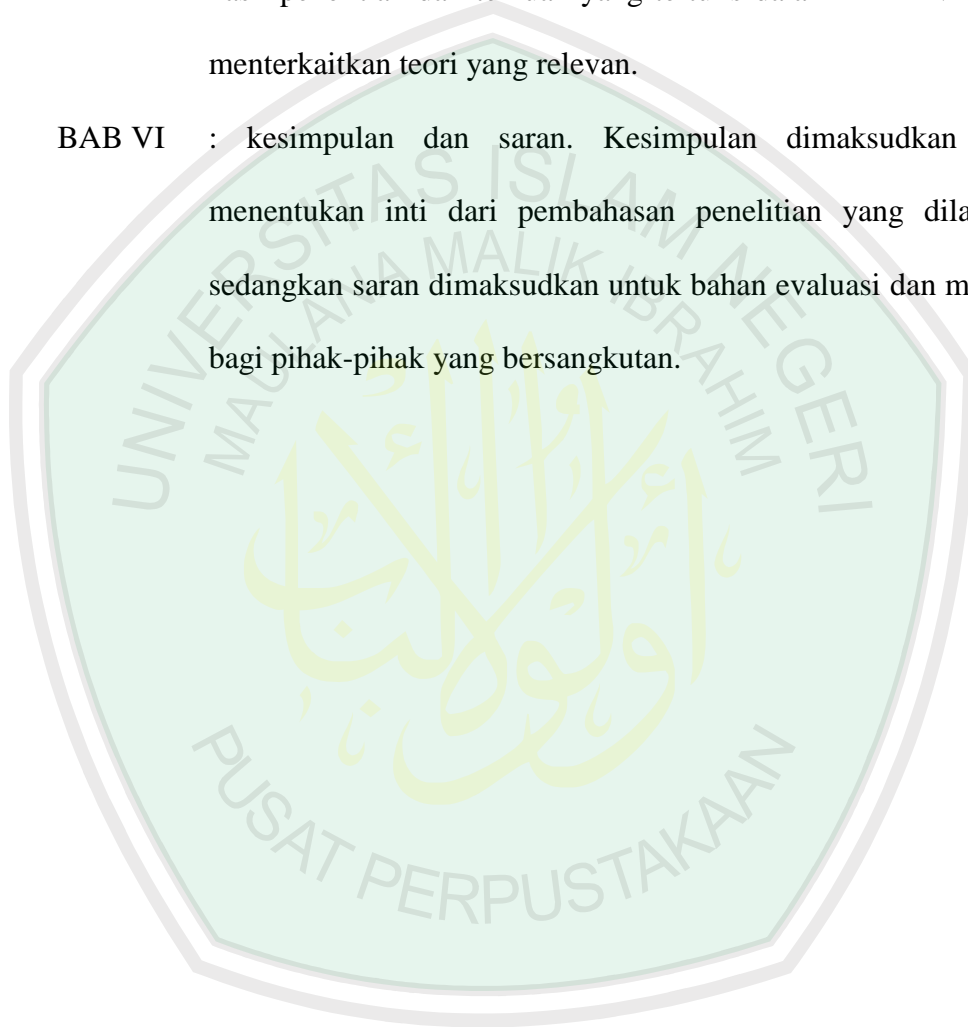 menterkaitkan teori yang relevan.
BAB VI : kesimpulan dan saran. Kesimpulan dimaksudkan
menentukan inti dari pembahasan penelitian yang
sedangkan saran dimaksudkan untuk bahan evaluasi dan
bagi pihak-pihak yang bersangkutan.
UNIVERSITAS ISLAM NEGERI
MAULANA MALIK IBRAHIM
PUSAT PERPUSTAKAAN